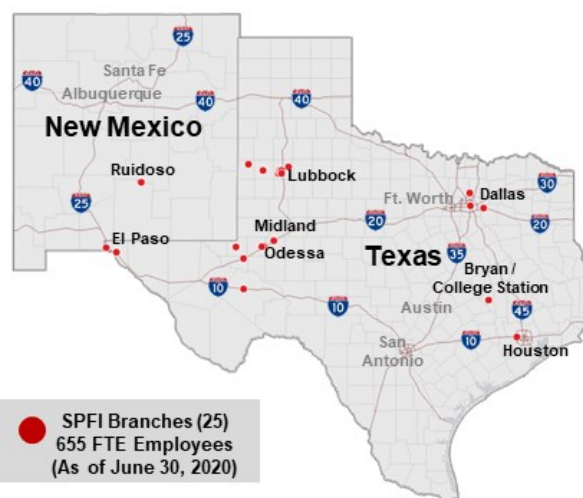 25
Santa Fe
40
Albuquerque
40
40
New Mexico
Ruidoso
Lubbock
Ft. Worth
Dallas
30
25
Midland
20
20
El Paso
Odessa
Texas
35
Bryan /
College Station
10
10
Austin
45
San
Antonio
10
Houston
SPFI Branches (25)
655 FTE Employees
(As of June 30, 2020)